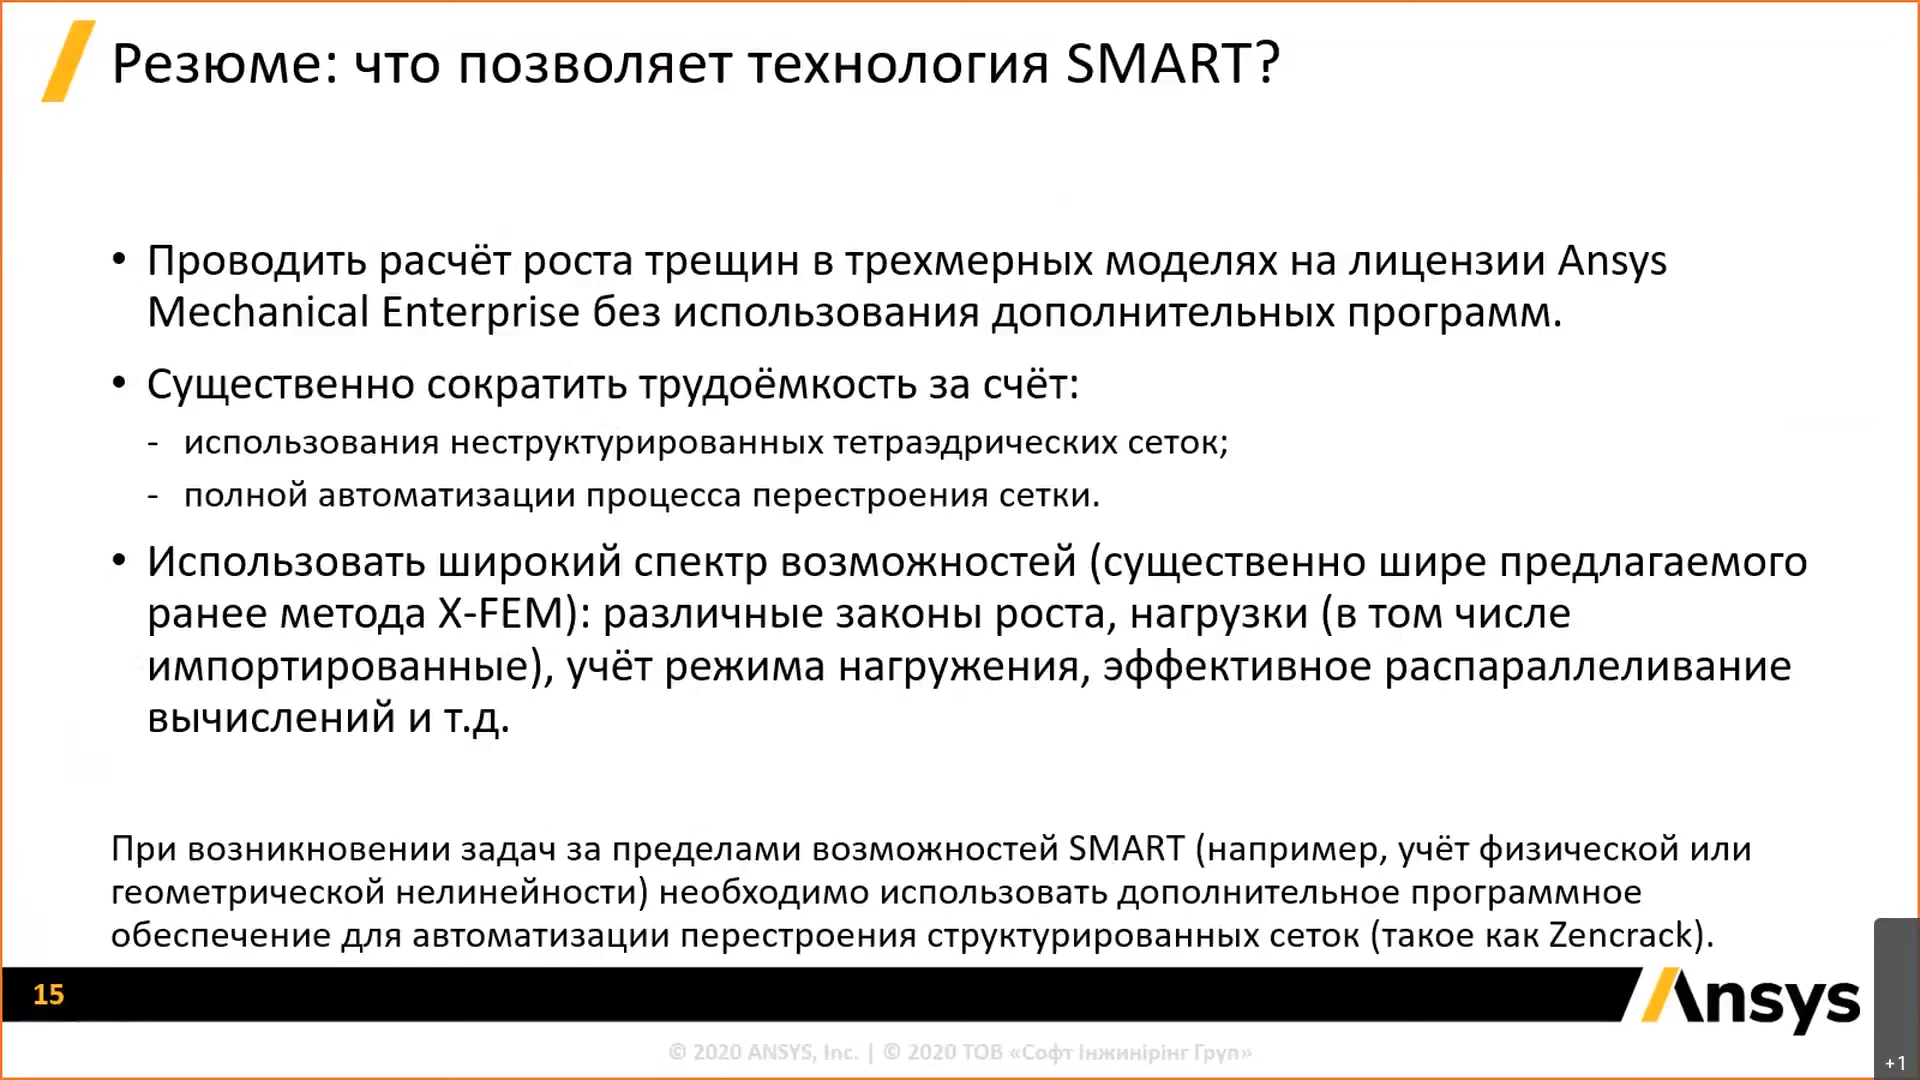 Резюме: что позволяет технология SMART?
• Проводить расчёт роста трещин в трехмерных моделях на лицензии Ansys
Mechanical Enterprise без использования дополнительных программ.
• Существенно сократить трудоёмкость за счёт:
- использования неструктурированных тетраэдрических сеток;
- полной автоматизации процесса перестроения сетки.
• Использовать широкий спектр возможностей (существенно шире предлагаемого
ранее метода X-FEM): различные законы роста, нагрузки (в том числе
импортированные), учёт режима нагружения, эффективное распараллеливание
вычислений и т.д.
При возникновении задач за пределами возможностей SMART (например, учёт физической или
геометрической нелинейности) необходимо использовать дополнительное программное
обеспечение для автоматизации перестроения структурированных сеток (такое как Zencrack).
15
Ansys
© 2020 ANSYS, Inc. | © 2020 ТОВ «Софт Інжинірінг Груп»
+1